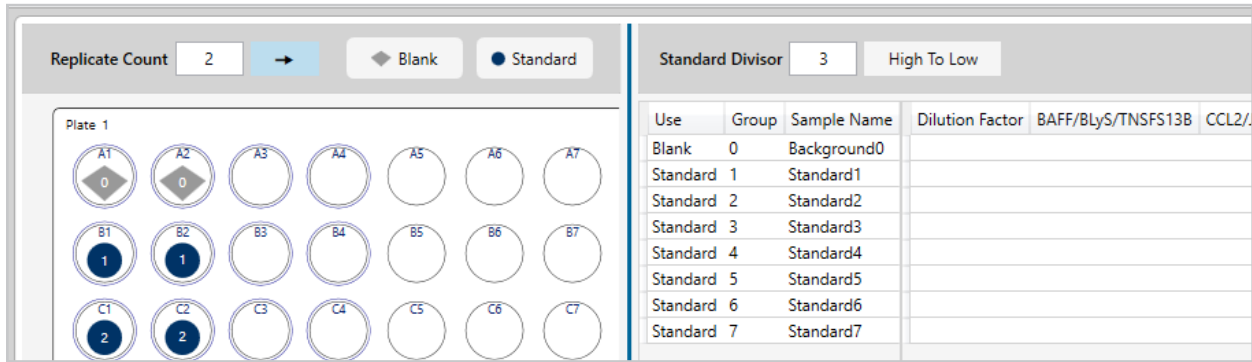 Replicate Count 2 → Blank Standard
Standard Divisor 3 High To Low
Plate 1
A1 A2 A3 A4 A5 A6 A7
0 0
B1 B2 B3 B4 B5 B6 B7
1 1
C1 C2 C3 C4 C5 C6 C7
2 2
Use Group Sample Name Dilution Factor BAFF/BLyS/TNSFS13B CCL2/
Blank 0 Background0
Standard 1 Standard1
Standard 2 Standard2
Standard 3 Standard3
Standard 4 Standard4
Standard 5 Standard5
Standard 6 Standard6
Standard 7 Standard7